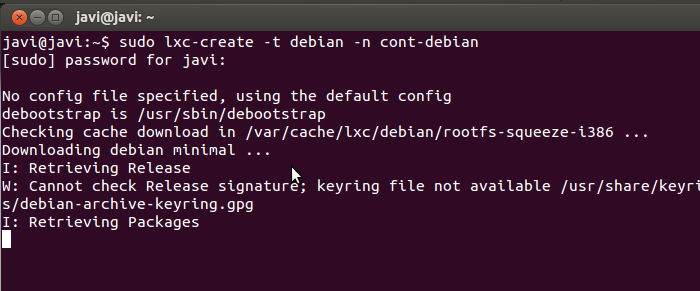 javi@javi: ~
javi@javi:~$ sudo lxc-create -t debian -n cont-debian
[sudo] password for javi:
No config file specified, using the default config
debootstrap is /usr/sbin/debootstrap
Checking cache download in /var/cache/lxc/debian/rootfs-squeeze-i386 ...
Downloading debian minimal ...
I: Retrieving Release
W: Cannot check Release signature; keyring file not available /usr/share/keyri
s/debian-archive-keyring.gpg
I: Retrieving Packages